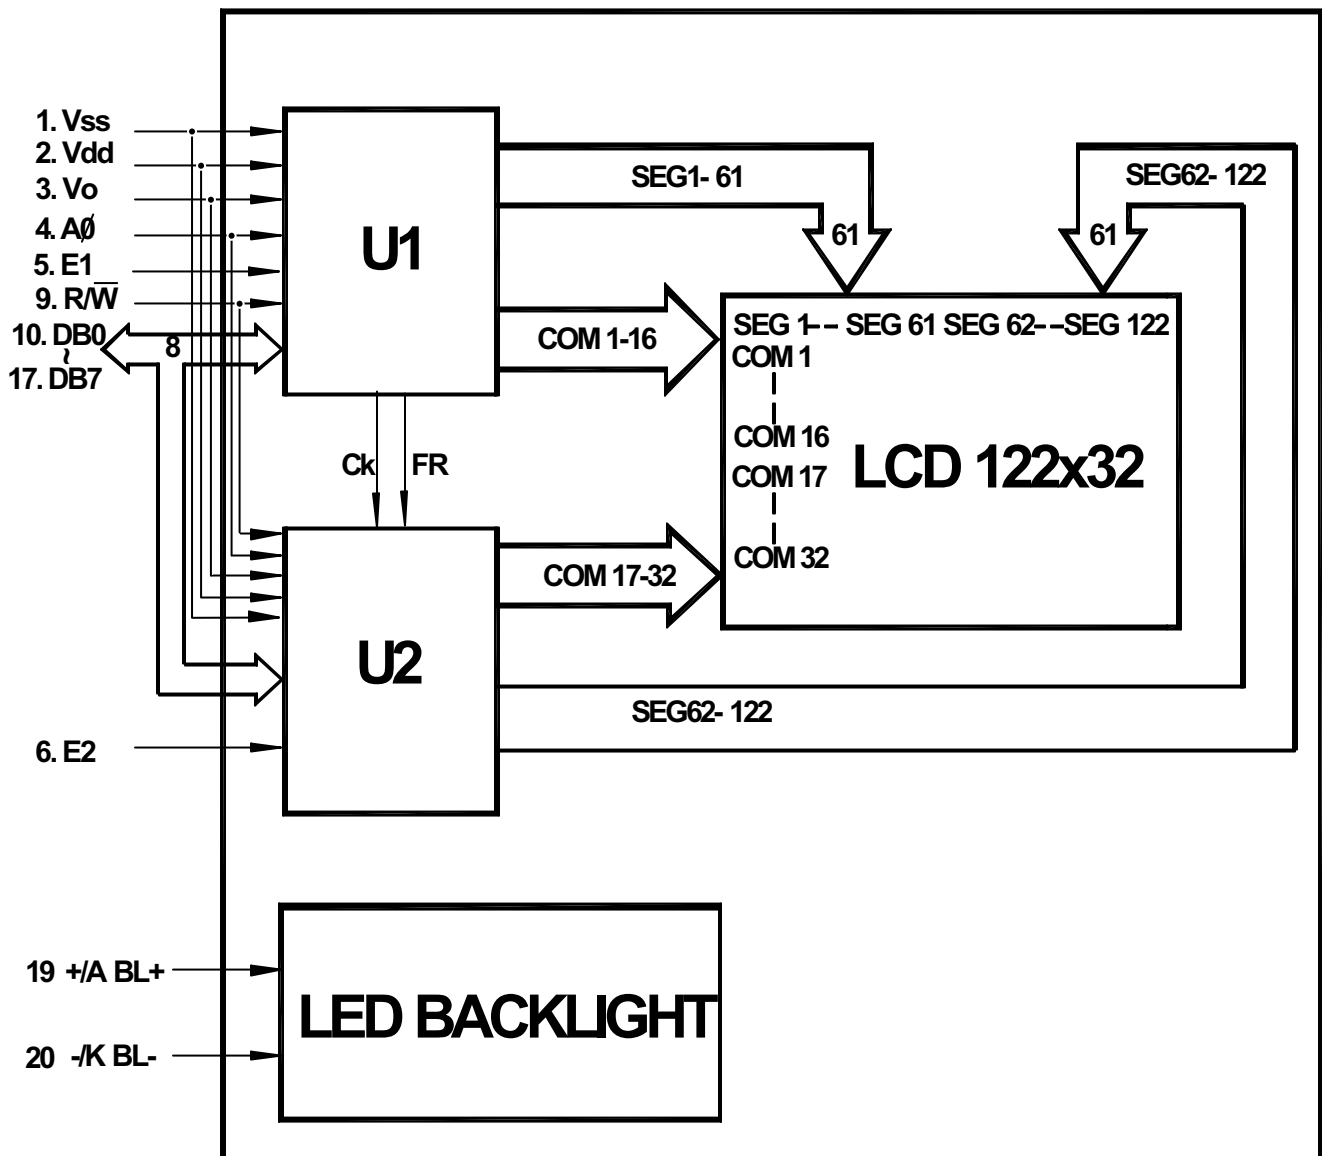 1. Vss
2. Vdd
3. Vo
4. AØ
5. E1
9. R/W̅
10. DB0
~
17. DB7
8
U1
SEG1- 61
61
SEG62- 122
61
COM 1-16
SEG 1-- SEG 61 SEG 62---SEG 122
COM 1
COM 16
COM 17
COM 32
LCD 122x32
Ck
FR
COM 17-32
U2
SEG62- 122
6. E2
19 +/A BL+
20 -/K BL-
LED BACKLIGHT